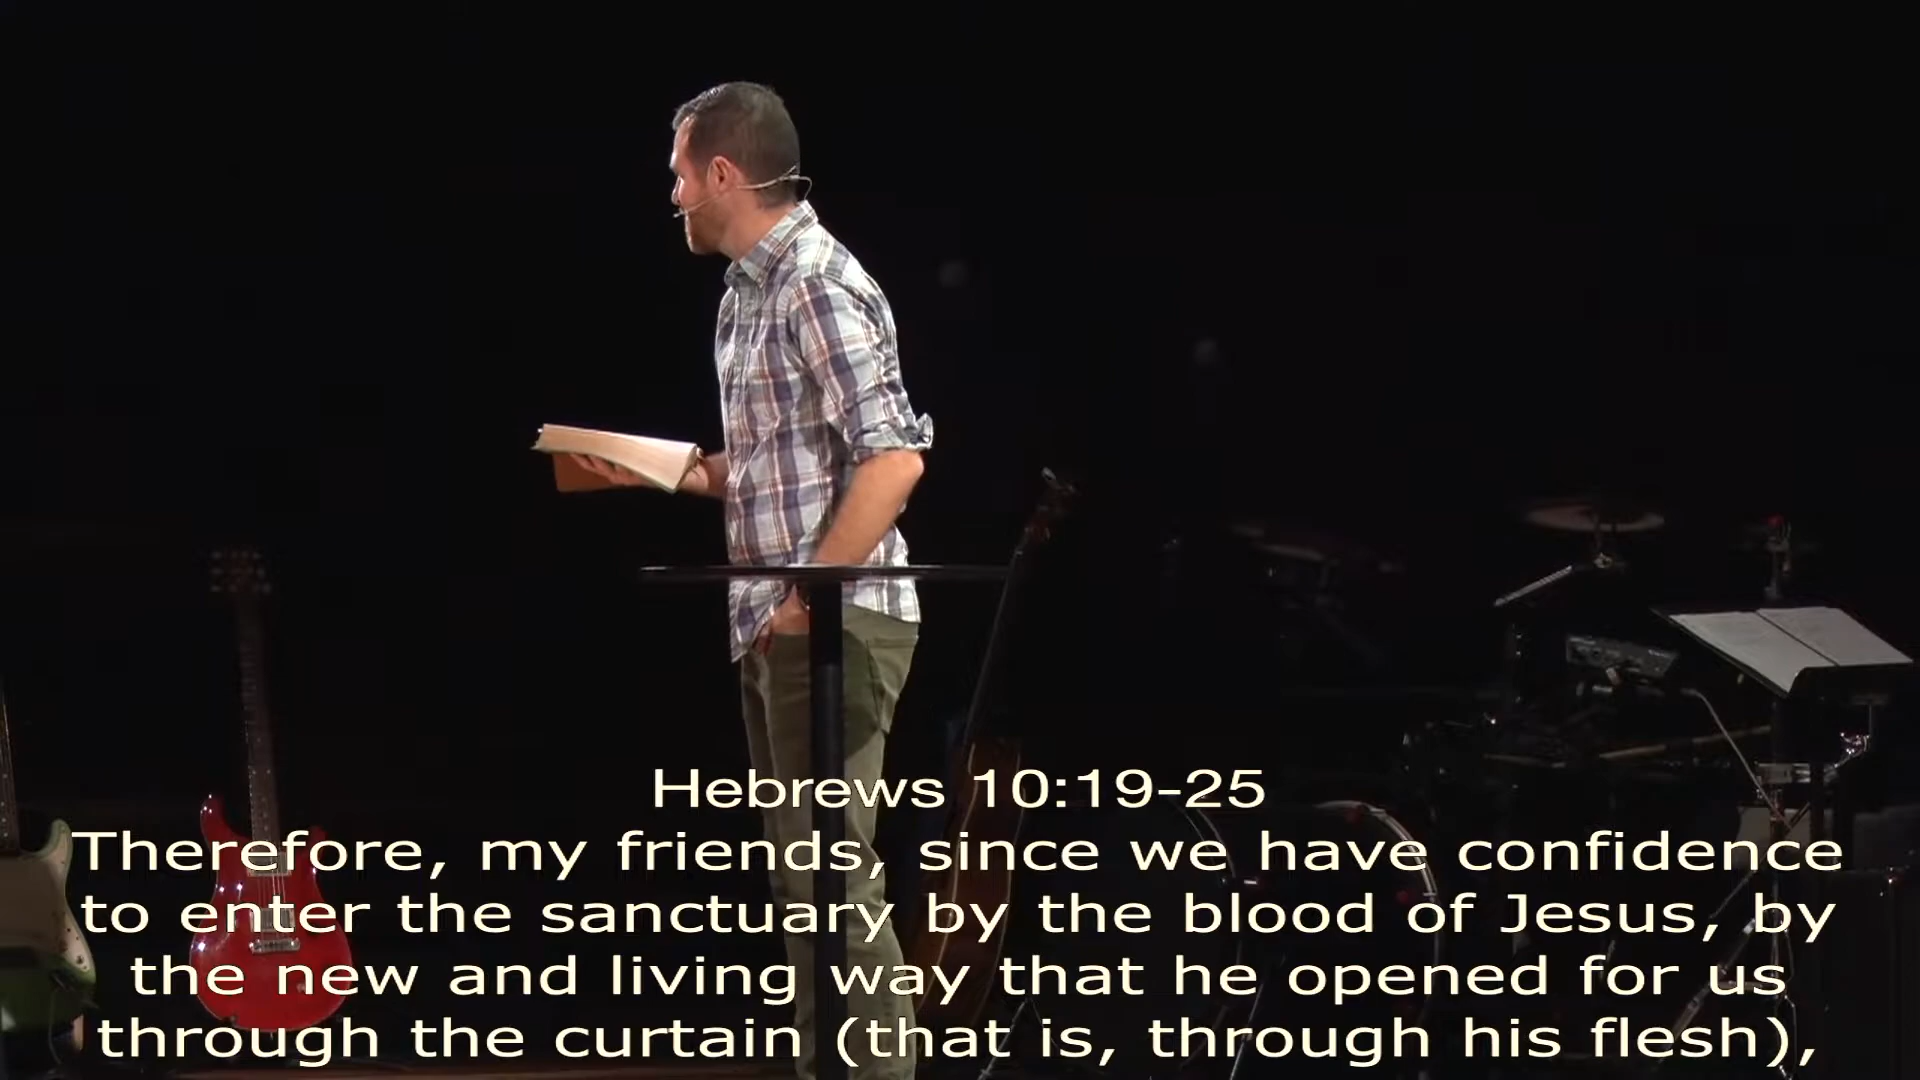 Hebrews 10:19-25
Therefore, my friends, since we have confidence
to enter the sanctuary by the blood of Jesus, by
the new and living way that he opened for us
through the curtain (that is, through his flesh),